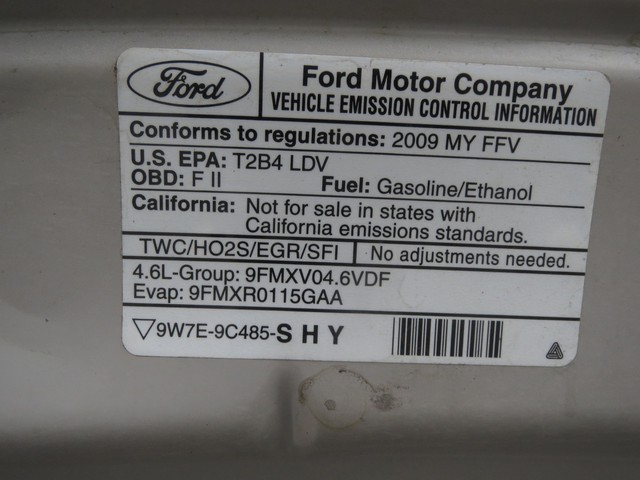 Ford
Ford Motor Company
VEHICLE EMISSION CONTROL INFORMATION
Conforms to regulations: 2009 MY FFV
U.S. EPA: T2B4 LDV
OBD: F II Fuel: Gasoline/Ethanol
California: Not for sale in states with
California emissions standards.
TWC/HO2S/EGR/SFI No adjustments needed.
4.6L-Group: 9FMXV04.6VDF
Evap: 9FMXR0115GAA
▽9W7E-9C485-SHY